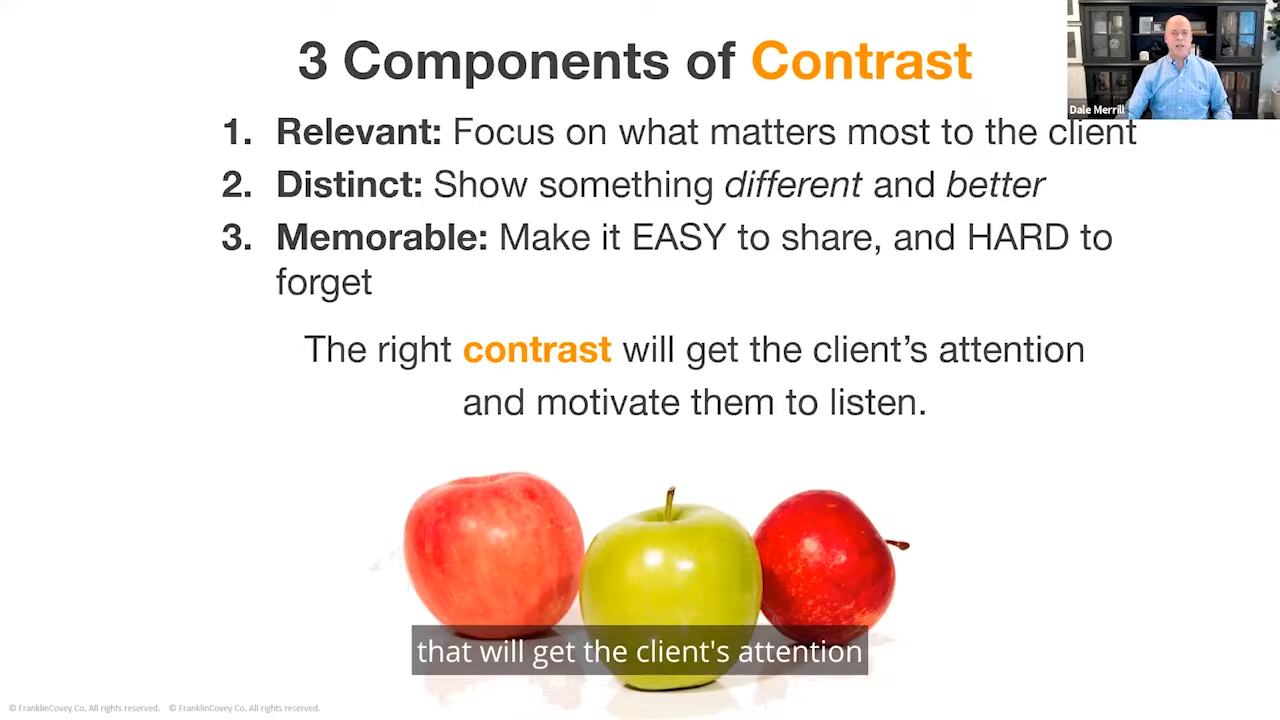 3 Components of Contrast
Dale Merrill
1. Relevant: Focus on what matters most to the client
2. Distinct: Show something different and better
3. Memorable: Make it EASY to share, and HARD to
forget
The right contrast will get the client’s attention
and motivate them to listen.
that will get the client's attention
© FranklinCovey Co. All rights reserved. © FranklinCovey Co. All rights reserved.